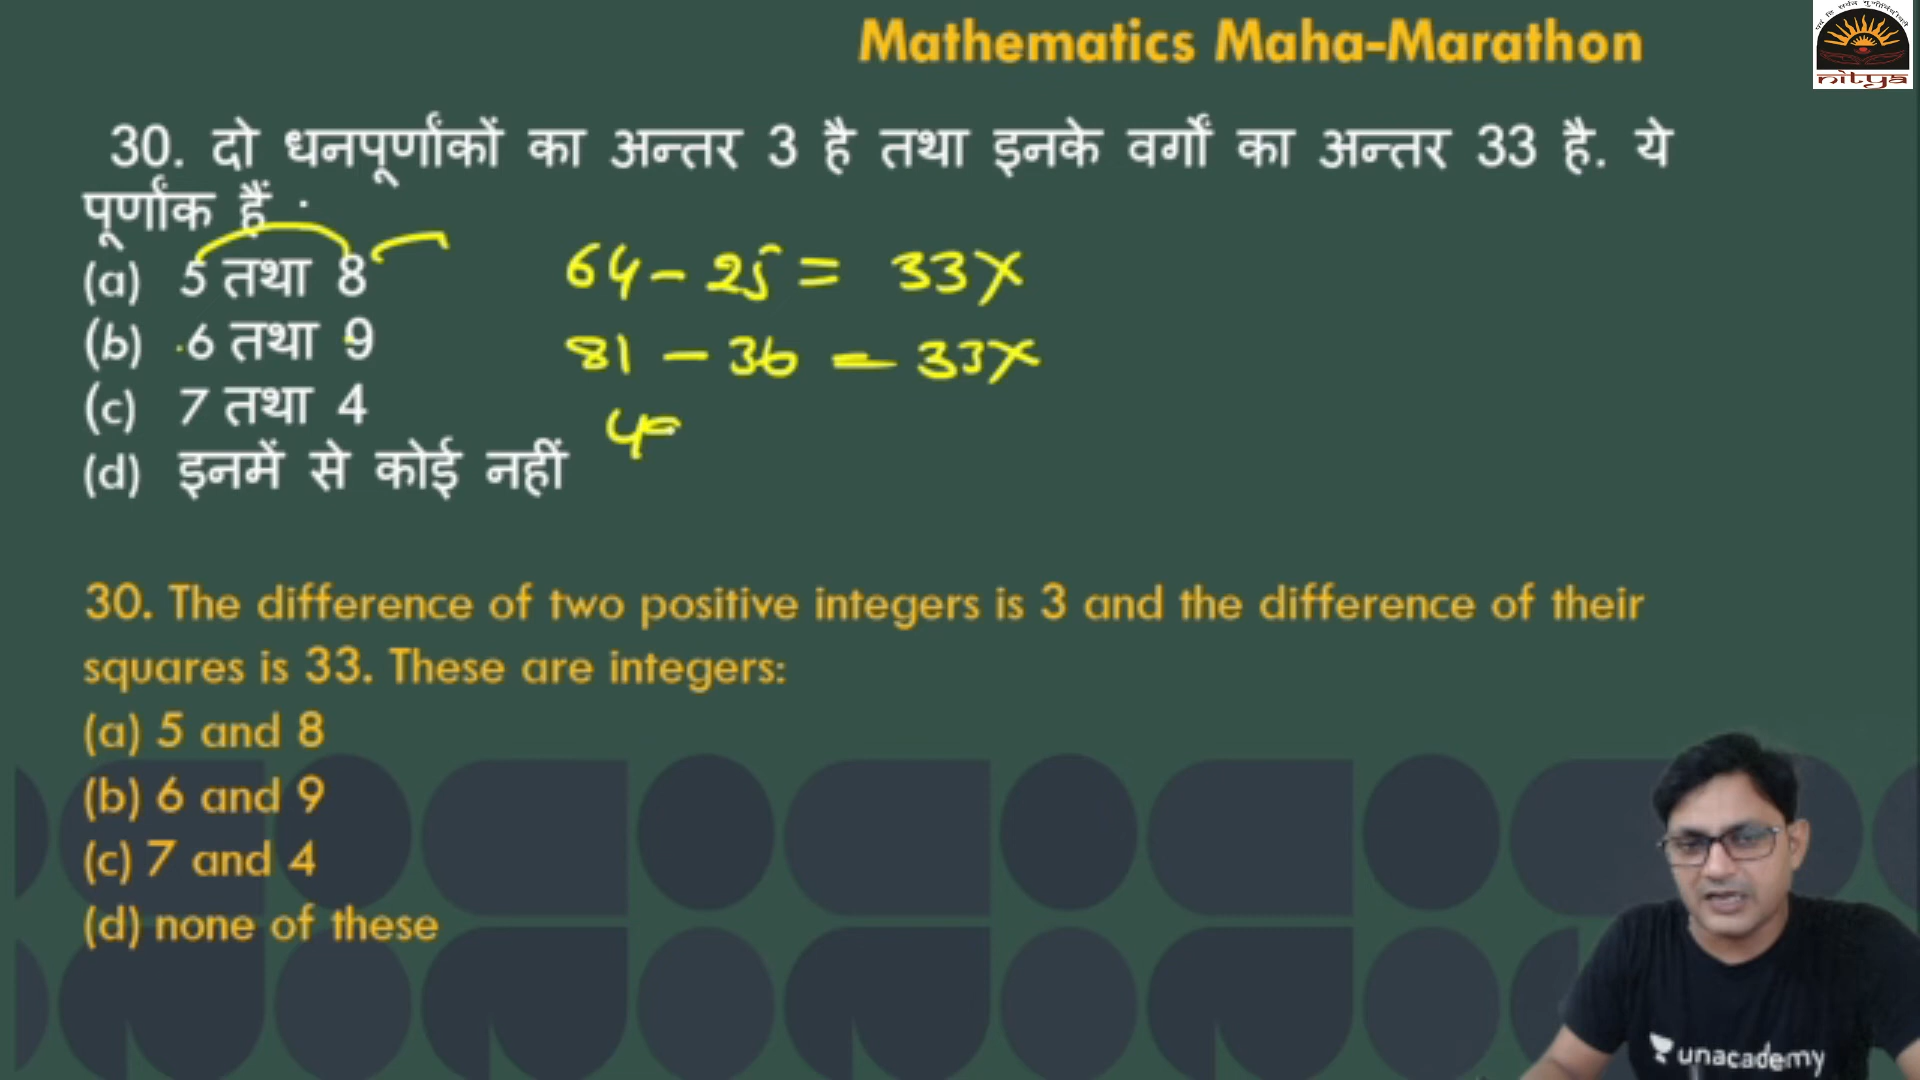 Mathematics Maha-Marathon
nitya
30. दो धनपूर्णांकों का अन्तर 3 है तथा इनके वर्गों का अन्तर 33 है. ये
पूर्णांक हैं :
(a) 5 तथा 8
64 - 25 = 33 X
(b) 6 तथा 9
81 - 36 = 33 X
(c) 7 तथा 4
(d) इनमें से कोई नहीं
30. The difference of two positive integers is 3 and the difference of their
squares is 33. These are integers:
(a) 5 and 8
(b) 6 and 9
(c) 7 and 4
(d) none of these
unacademy